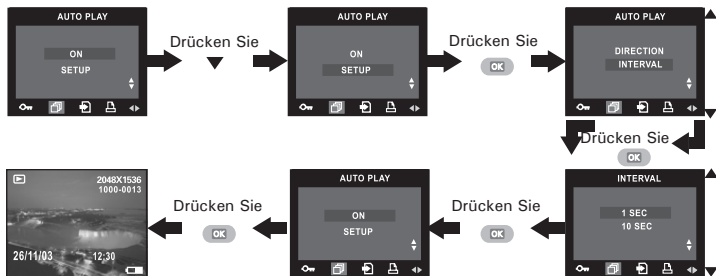 AUTO PLAY
ON
SETUP
Drücken Sie
AUTO PLAY
ON
SETUP
Drücken Sie
OK
AUTO PLAY
DIRECTION
INTERVAL
Drücken Sie
OK
INTERVAL
1 SEC
10 SEC
Drücken Sie
OK
AUTO PLAY
ON
SETUP
Drücken Sie
OK
2048X1536
1000-0013
26/11/03 12:30